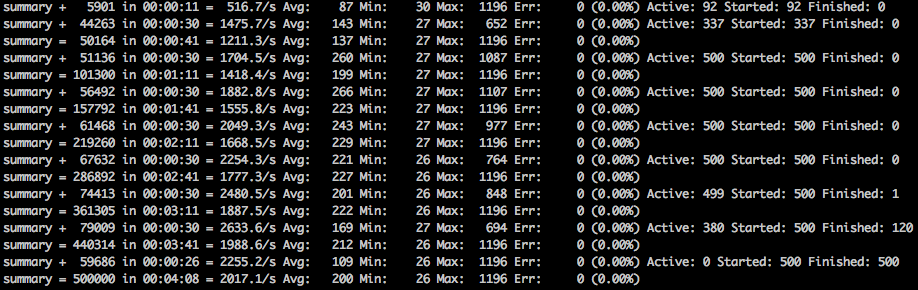 summary +   5901 in 00:00:11 =  516.7/s Avg:    87 Min:    30 Max:  1196 Err:     0 (0.00%) Active: 92 Started: 92 Finished: 0
summary +  44263 in 00:00:30 = 1475.7/s Avg:   143 Min:    27 Max:   652 Err:     0 (0.00%) Active: 337 Started: 337 Finished: 0
summary =  50164 in 00:00:41 = 1211.3/s Avg:   137 Min:    27 Max:  1196 Err:     0 (0.00%)
summary +  51136 in 00:00:30 = 1704.5/s Avg:   260 Min:    27 Max:  1087 Err:     0 (0.00%) Active: 500 Started: 500 Finished: 0
summary = 101300 in 00:01:11 = 1418.4/s Avg:   199 Min:    27 Max:  1196 Err:     0 (0.00%)
summary +  56492 in 00:00:30 = 1882.8/s Avg:   266 Min:    27 Max:  1107 Err:     0 (0.00%) Active: 500 Started: 500 Finished: 0
summary = 157792 in 00:01:41 = 1555.8/s Avg:   223 Min:    27 Max:  1196 Err:     0 (0.00%)
summary +  61468 in 00:00:30 = 2049.3/s Avg:   243 Min:    27 Max:   977 Err:     0 (0.00%) Active: 500 Started: 500 Finished: 0
summary = 219260 in 00:02:11 = 1668.5/s Avg:   229 Min:    27 Max:  1196 Err:     0 (0.00%)
summary +  67632 in 00:00:30 = 2254.3/s Avg:   221 Min:    26 Max:   764 Err:     0 (0.00%) Active: 500 Started: 500 Finished: 0
summary = 286892 in 00:02:41 = 1777.3/s Avg:   227 Min:    26 Max:  1196 Err:     0 (0.00%)
summary +  74413 in 00:00:30 = 2480.5/s Avg:   201 Min:    26 Max:   848 Err:     0 (0.00%) Active: 499 Started: 500 Finished: 1
summary = 361305 in 00:03:11 = 1887.5/s Avg:   222 Min:    26 Max:  1196 Err:     0 (0.00%)
summary +  79009 in 00:00:30 = 2633.6/s Avg:   169 Min:    27 Max:   694 Err:     0 (0.00%) Active: 380 Started: 500 Finished: 120
summary = 440314 in 00:03:41 = 1988.6/s Avg:   212 Min:    26 Max:  1196 Err:     0 (0.00%)
summary +  59686 in 00:00:26 = 2255.2/s Avg:   109 Min:    26 Max:  1196 Err:     0 (0.00%) Active: 0 Started: 500 Finished: 500
summary = 500000 in 00:04:08 = 2017.1/s Avg:   200 Min:    26 Max:  1196 Err:     0 (0.00%)